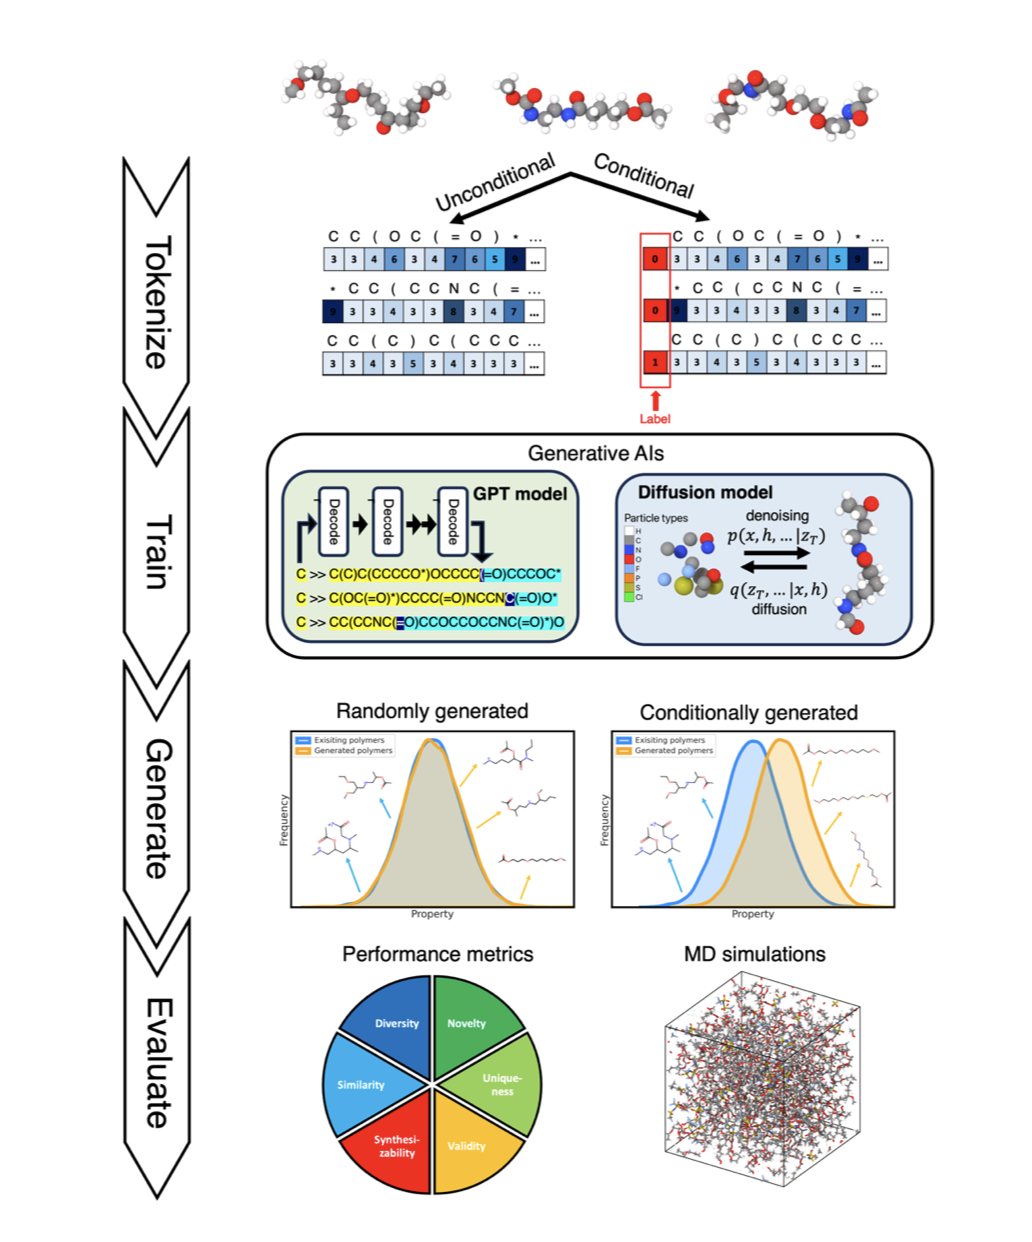 Unconditional
Conditional
Tokenize
C C ( O C ( = O ) * ...
3 3 4 6 3 4 7 6 5 9 ...
* C C ( C C N C ( = ...
9 3 3 4 3 3 8 3 4 7 ...
C C ( C ) C ( C C C ...
3 3 4 3 5 3 4 3 3 3 ...
C C ( O C ( = O ) * ...
0 3 3 4 6 3 4 7 6 5 9 ...
* C C ( C C N C ( = ...
0 9 3 3 4 3 3 8 3 4 7 ...
C C ( C ) C ( C C C ...
1 3 3 4 3 5 3 4 3 3 3 ...
Label
Train
Generative AIs
GPT model
Decode
Decode
Decode
C >> C(C)C(CCCCO*)OCCCC(=O)CCCOC*
C >> C(OC(=O)*)CCCC(=O)NCCNC(=O)O*
C >> CC(CCNC(=O)CCOCCOCCNC(=O)*)O
Diffusion model
Particle types
H
C
N
O
F
P
S
Cl
denoising
p(x, h, ... |z_T)
q(z_T, ... |x, h)
diffusion
Generate
Randomly generated
Exisiting polymers
Generated polymers
Frequency
Property
Conditionally generated
Exisiting polymers
Generated polymers
Frequency
Property
Evaluate
Performance metrics
Diversity
Novelty
Similarity
Unique-
ness
Synthesi-
zability
Validity
MD simulations